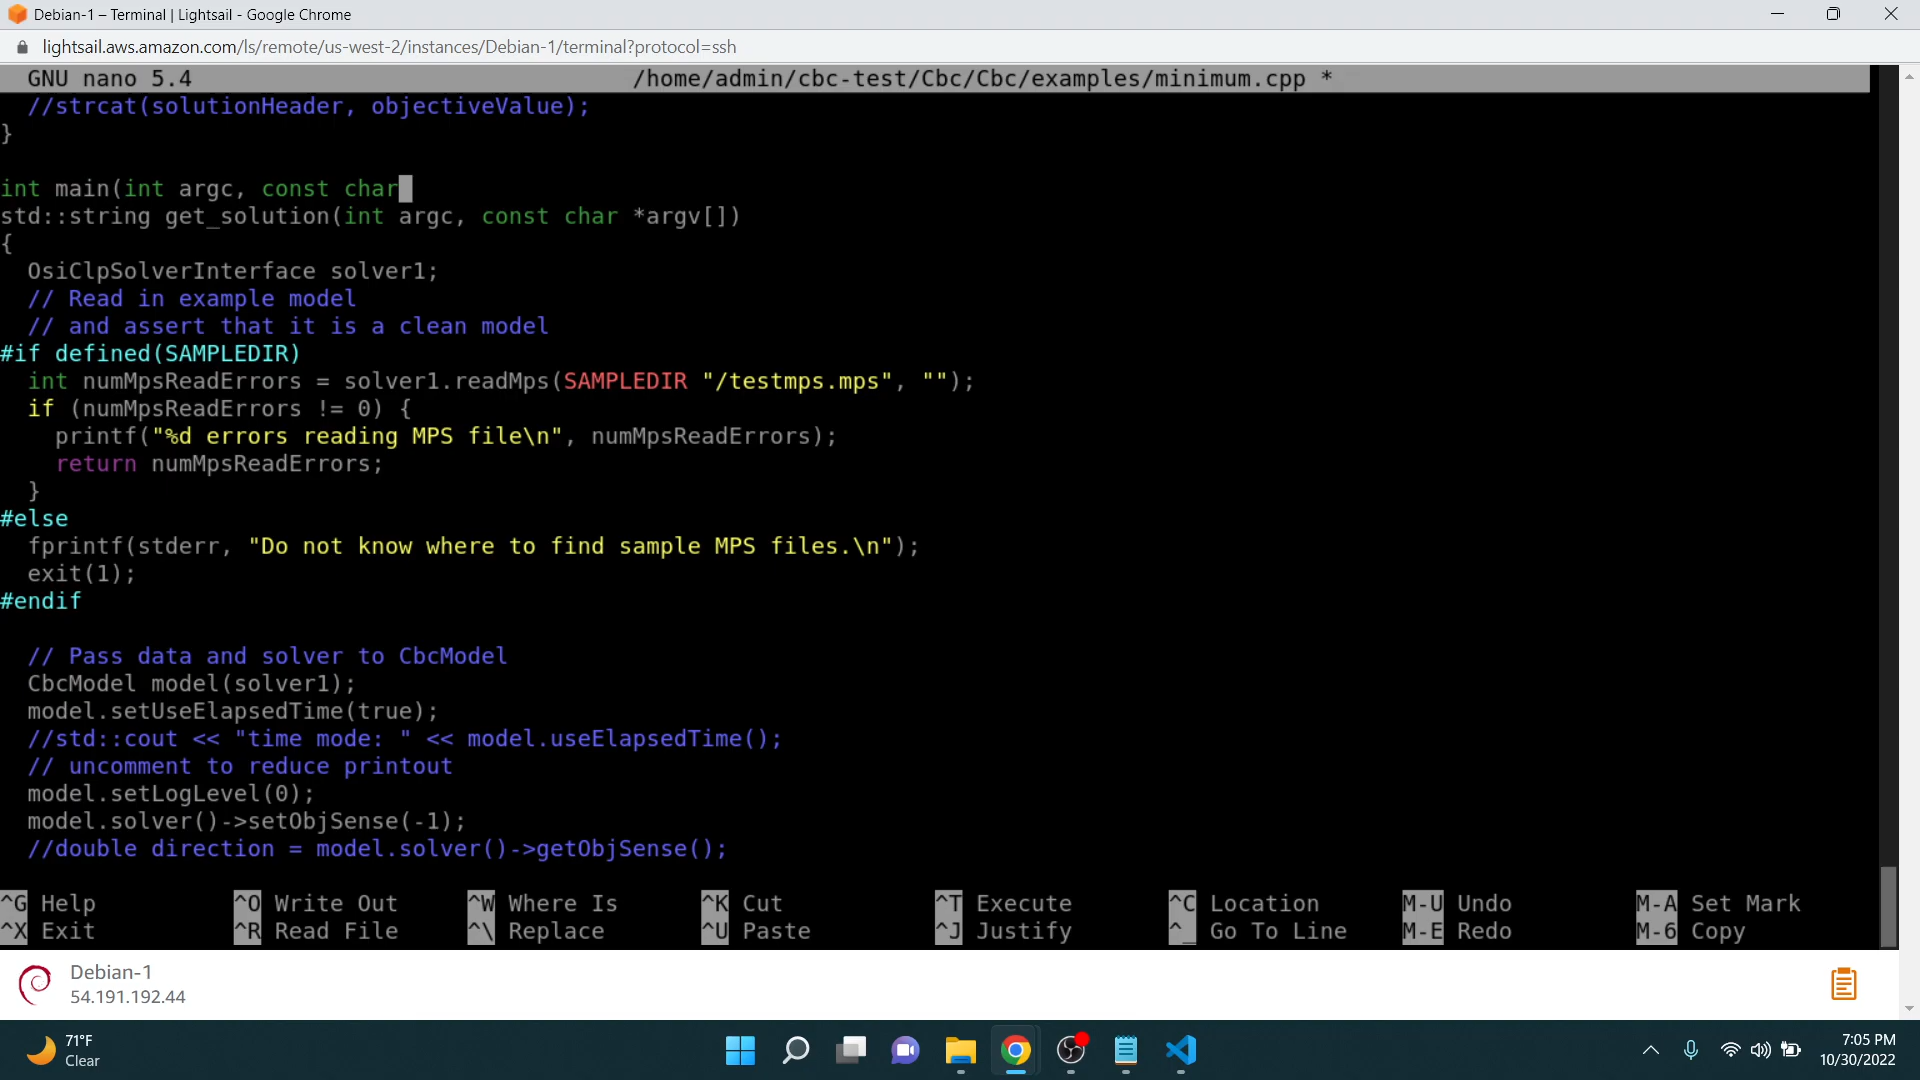 Debian-1 – Terminal | Lightsail - Google Chrome
lightsail.aws.amazon.com/ls/remote/us-west-2/instances/Debian-1/terminal?protocol=ssh
GNU nano 5.4 /home/admin/cbc-test/Cbc/Cbc/examples/minimum.cpp *
//strcat(solutionHeader, objectiveValue);
}
int main(int argc, const char
std::string get_solution(int argc, const char *argv[])
{
OsiClpSolverInterface solver1;
// Read in example model
// and assert that it is a clean model
#if defined(SAMPLEDIR)
int numMpsReadErrors = solver1.readMps(SAMPLEDIR "/testmps.mps", "");
if (numMpsReadErrors != 0) {
printf("%d errors reading MPS file\n", numMpsReadErrors);
return numMpsReadErrors;
}
#else
fprintf(stderr, "Do not know where to find sample MPS files.\n");
exit(1);
#endif
// Pass data and solver to CbcModel
CbcModel model(solver1);
model.setUseElapsedTime(true);
//std::cout << "time mode: " << model.useElapsedTime();
// uncomment to reduce printout
model.setLogLevel(0);
model.solver()->setObjSense(-1);
//double direction = model.solver()->getObjSense();
^G Help ^O Write Out ^W Where Is ^K Cut ^T Execute ^C Location M-U Undo M-A Set Mark
^X Exit ^R Read File ^\ Replace ^U Paste ^J Justify ^_ Go To Line M-E Redo M-6 Copy
Debian-1
54.191.192.44
71°F
Clear
7:05 PM
10/30/2022